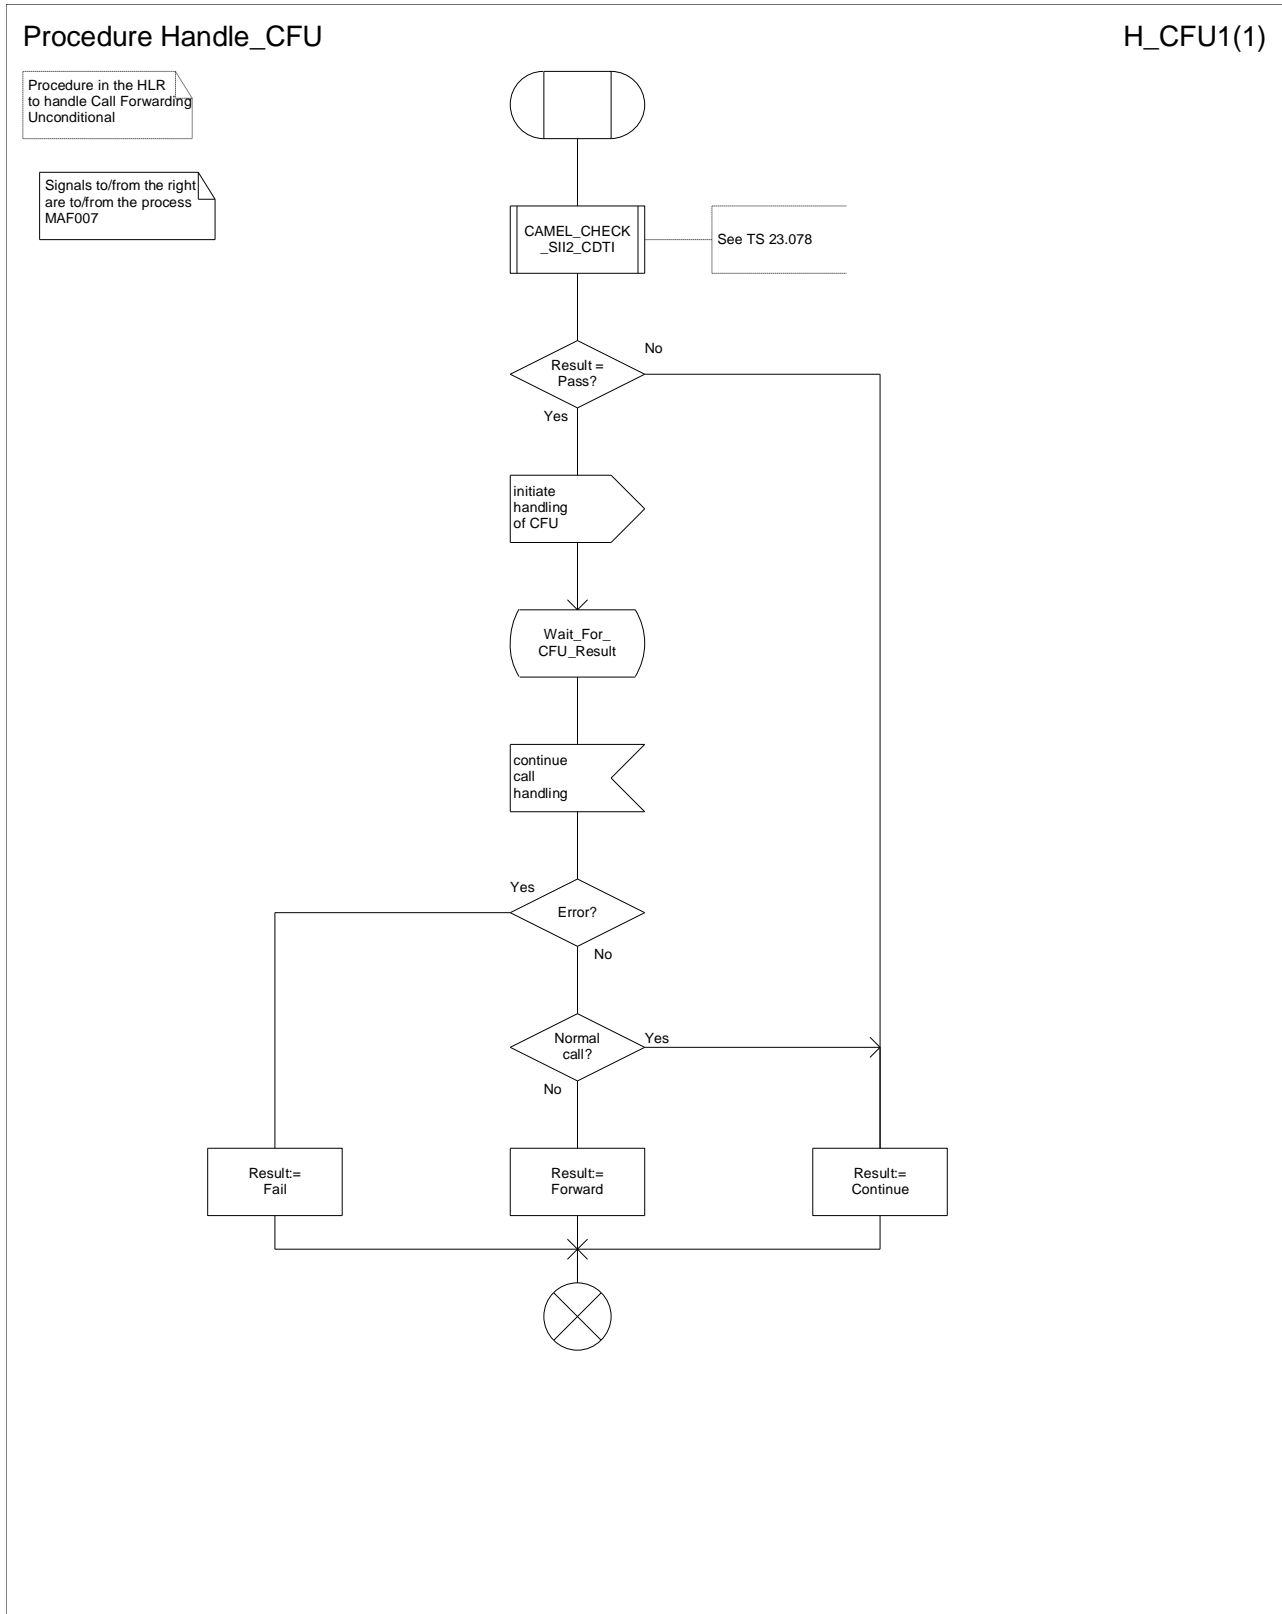 Procedure Handle_CFU
H_CFU1(1)
Procedure in the HLR
to handle Call Forwarding
Unconditional
Signals to/from the right
are to/from the process
MAF007
CAMEL_CHECK
_SII2_CDTI
See TS 23.078
Result =
Pass?
No
Yes
initiate
handling
of CFU
Wait_For_
CFU_Result
continue
call
handling
Yes
Error?
No
Normal
call?
Yes
No
Result:=
Fail
Result:=
Forward
Result:=
Continue